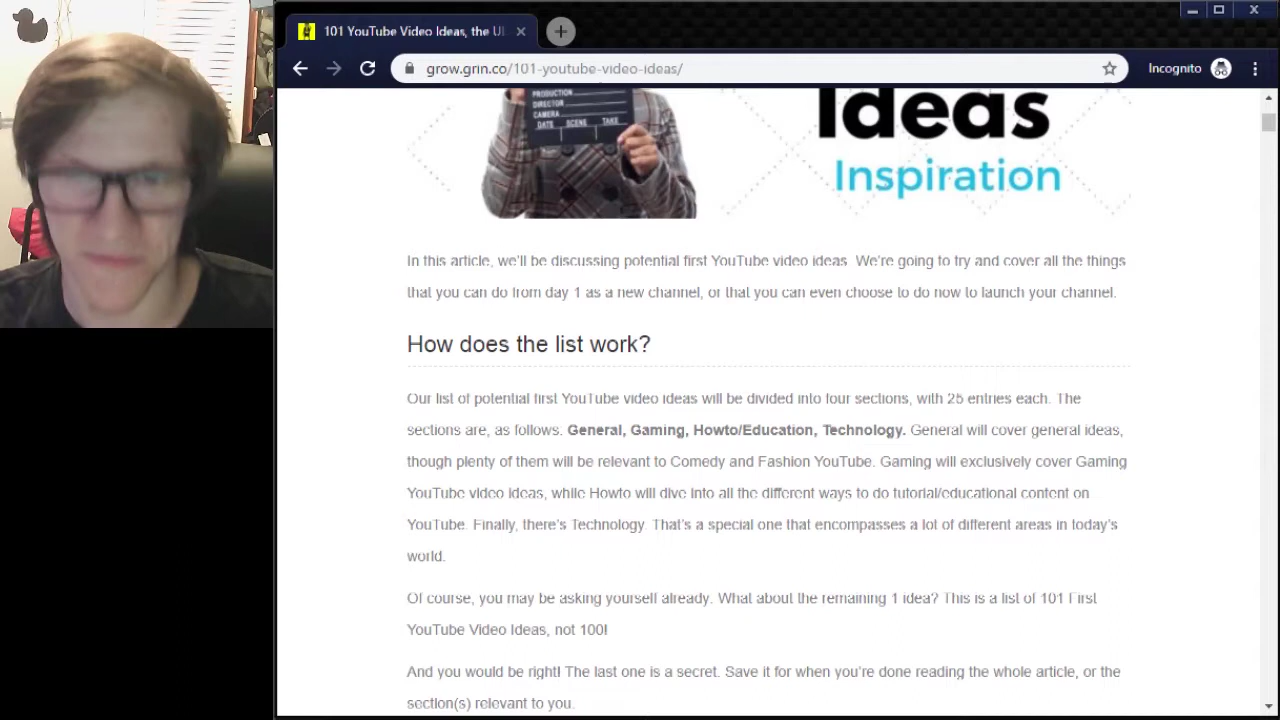 101 YouTube Video Ideas, the Ul
grow.grin.co/101-youtube-video-ideas/
Incognito
PRODUCTION
DIRECTOR
CAMERA
DATE SCENE TAKE
Ideas
Inspiration
In this article, we'll be discussing potential first YouTube video ideas. We're going to try and cover all the things
that you can do from day 1 as a new channel, or that you can even choose to do now to launch your channel.
How does the list work?
Our list of potential first YouTube video ideas will be divided into four sections, with 25 entries each. The
sections are, as follows: General, Gaming, Howto/Education, Technology. General will cover general ideas,
though plenty of them will be relevant to Comedy and Fashion YouTube. Gaming will exclusively cover Gaming
YouTube video ideas, while Howto will dive into all the different ways to do tutorial/educational content on
YouTube. Finally, there's Technology. That's a special one that encompasses a lot of different areas in today's
world.
Of course, you may be asking yourself already. What about the remaining 1 idea? This is a list of 101 First
YouTube Video Ideas, not 100!
And you would be right! The last one is a secret. Save it for when you're done reading the whole article, or the
section(s) relevant to you.